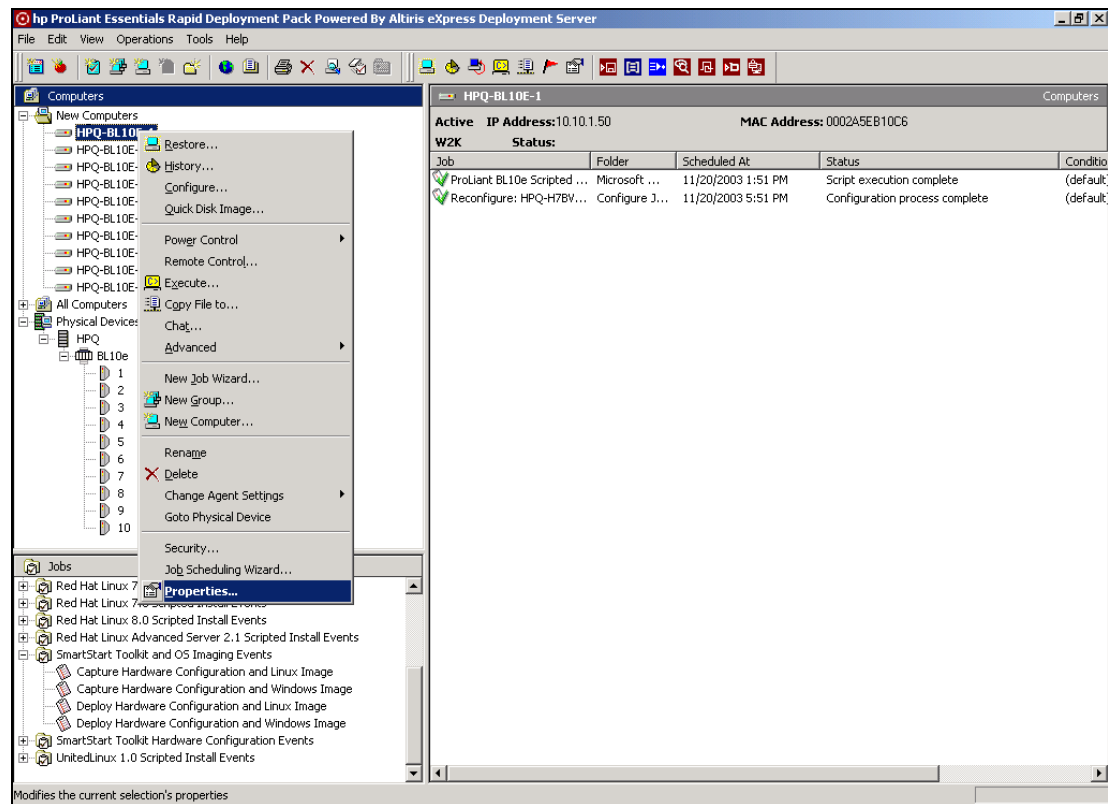 hp ProLiant Essentials Rapid Deployment Pack Powered By Altiris eXpress Deployment Server
File Edit View Operations Tools Help
Computers
New Computers
HPQ-BL10E-1
HPQ-BL10E-
HPQ-BL10E-
HPQ-BL10E-
HPQ-BL10E-
HPQ-BL10E-
HPQ-BL10E-
HPQ-BL10E-
HPQ-BL10E-
HPQ-BL10E-
All Computers
Physical Devices
HPQ
BL10e
1
2
3
4
5
6
7
8
9
10
Restore...
History...
Configure...
Quick Disk Image...
Power Control
Remote Control...
Execute...
Copy File to...
Chat...
Advanced
New Job Wizard...
New Group...
New Computer...
Rename
Delete
Change Agent Settings
Goto Physical Device
Security...
Job Scheduling Wizard...
Properties...
HPQ-BL10E-1 Computers
Active IP Address:10.10.1.50 MAC Address: 0002A5EB10C6
W2K Status:
Job Folder Scheduled At Status Conditio
ProLiant BL10e Scripted ... Microsoft ... 11/20/2003 1:51 PM Script execution complete (default)
Reconfigure: HPQ-H7BV... Configure J... 11/20/2003 5:51 PM Configuration process complete (default)
Jobs
Red Hat Linux 7
Red Hat Linux 7.3 Scripted Install Events
Red Hat Linux 8.0 Scripted Install Events
Red Hat Linux Advanced Server 2.1 Scripted Install Events
SmartStart Toolkit and OS Imaging Events
Capture Hardware Configuration and Linux Image
Capture Hardware Configuration and Windows Image
Deploy Hardware Configuration and Linux Image
Deploy Hardware Configuration and Windows Image
SmartStart Toolkit Hardware Configuration Events
UnitedLinux 1.0 Scripted Install Events
Modifies the current selection's properties